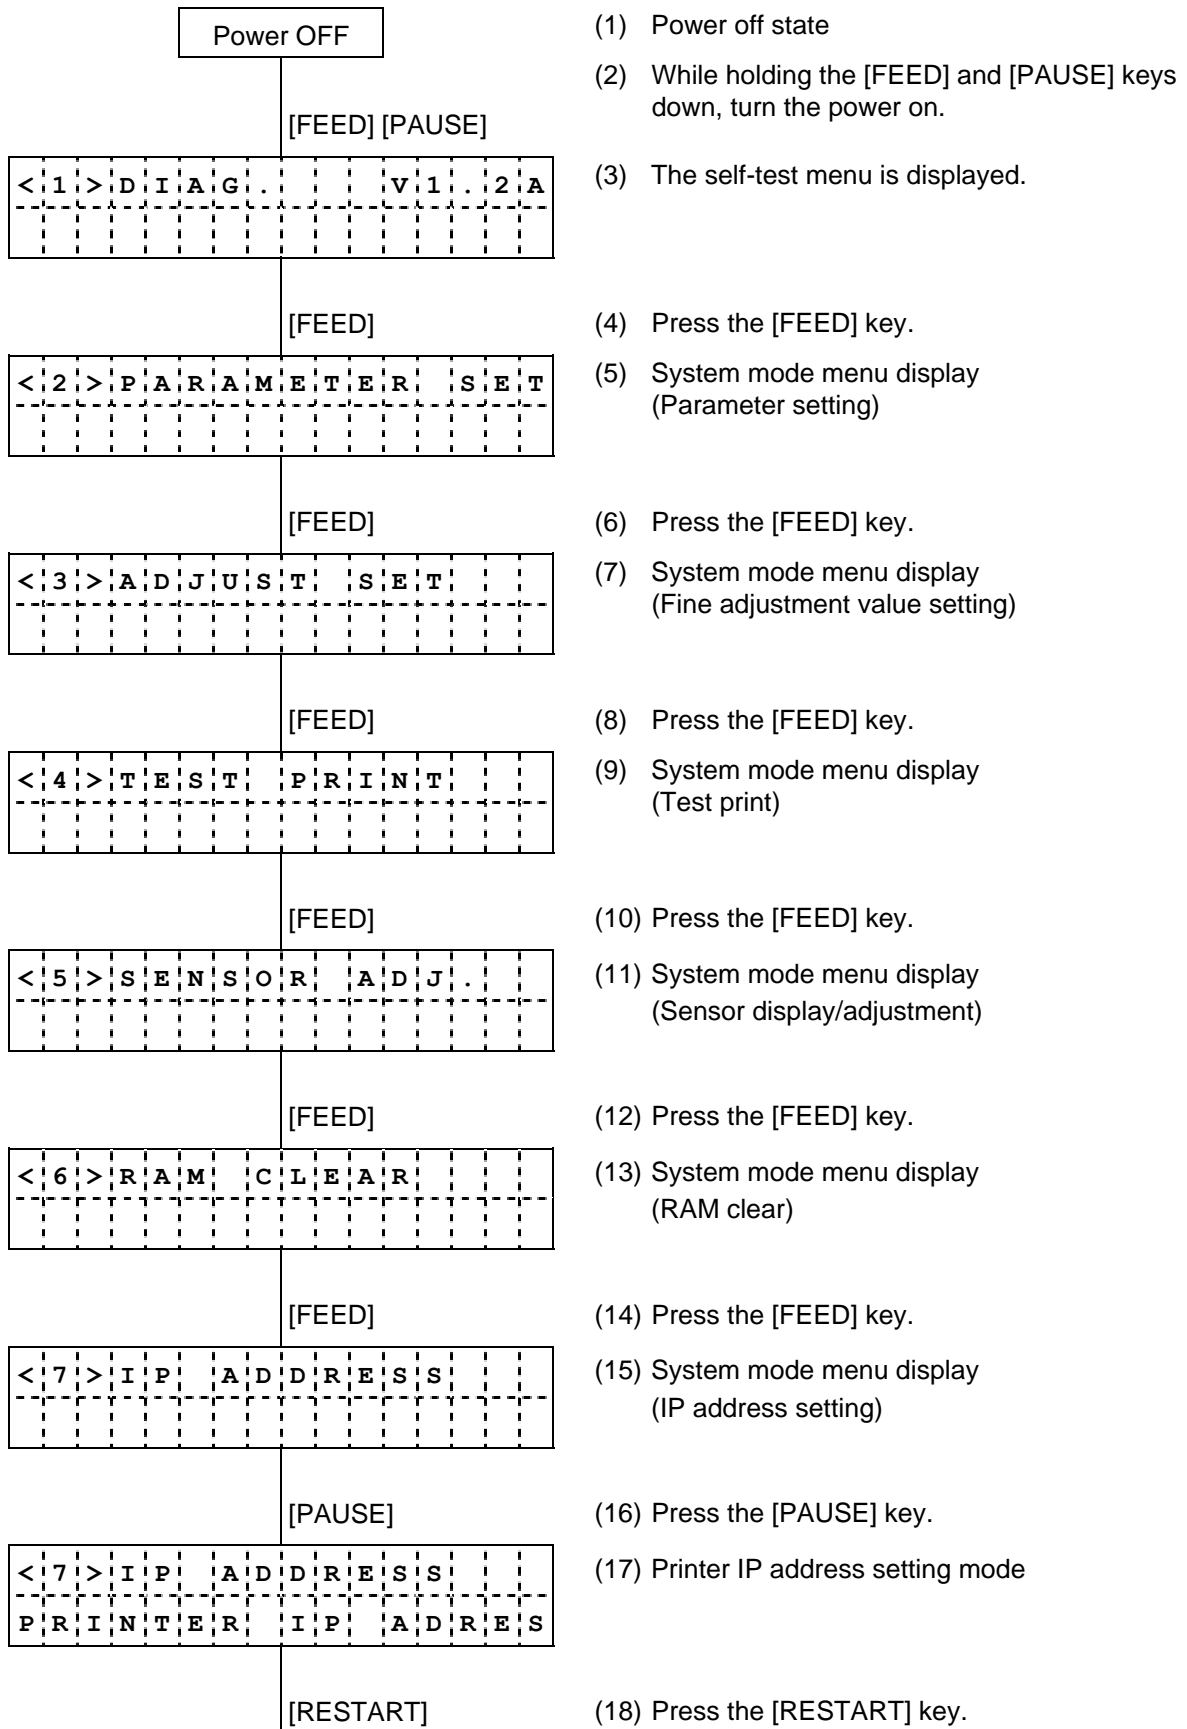 Power OFF
(1) Power off state
(2) While holding the [FEED] and [PAUSE] keys
down, turn the power on.
[FEED] [PAUSE]
<1>DIAG.   V1.2A
(3) The self-test menu is displayed.
[FEED]
(4) Press the [FEED] key.
<2>PARAMETER SET
(5) System mode menu display
(Parameter setting)
[FEED]
(6) Press the [FEED] key.
<3>ADJUST SET
(7) System mode menu display
(Fine adjustment value setting)
[FEED]
(8) Press the [FEED] key.
<4>TEST PRINT
(9) System mode menu display
(Test print)
[FEED]
(10) Press the [FEED] key.
<5>SENSOR ADJ.
(11) System mode menu display
(Sensor display/adjustment)
[FEED]
(12) Press the [FEED] key.
<6>RAM CLEAR
(13) System mode menu display
(RAM clear)
[FEED]
(14) Press the [FEED] key.
<7>IP ADDRESS
(15) System mode menu display
(IP address setting)
[PAUSE]
(16) Press the [PAUSE] key.
<7>IP ADDRESS
(17) Printer IP address setting mode
PRINTER IP ADRES
[RESTART]
(18) Press the [RESTART] key.